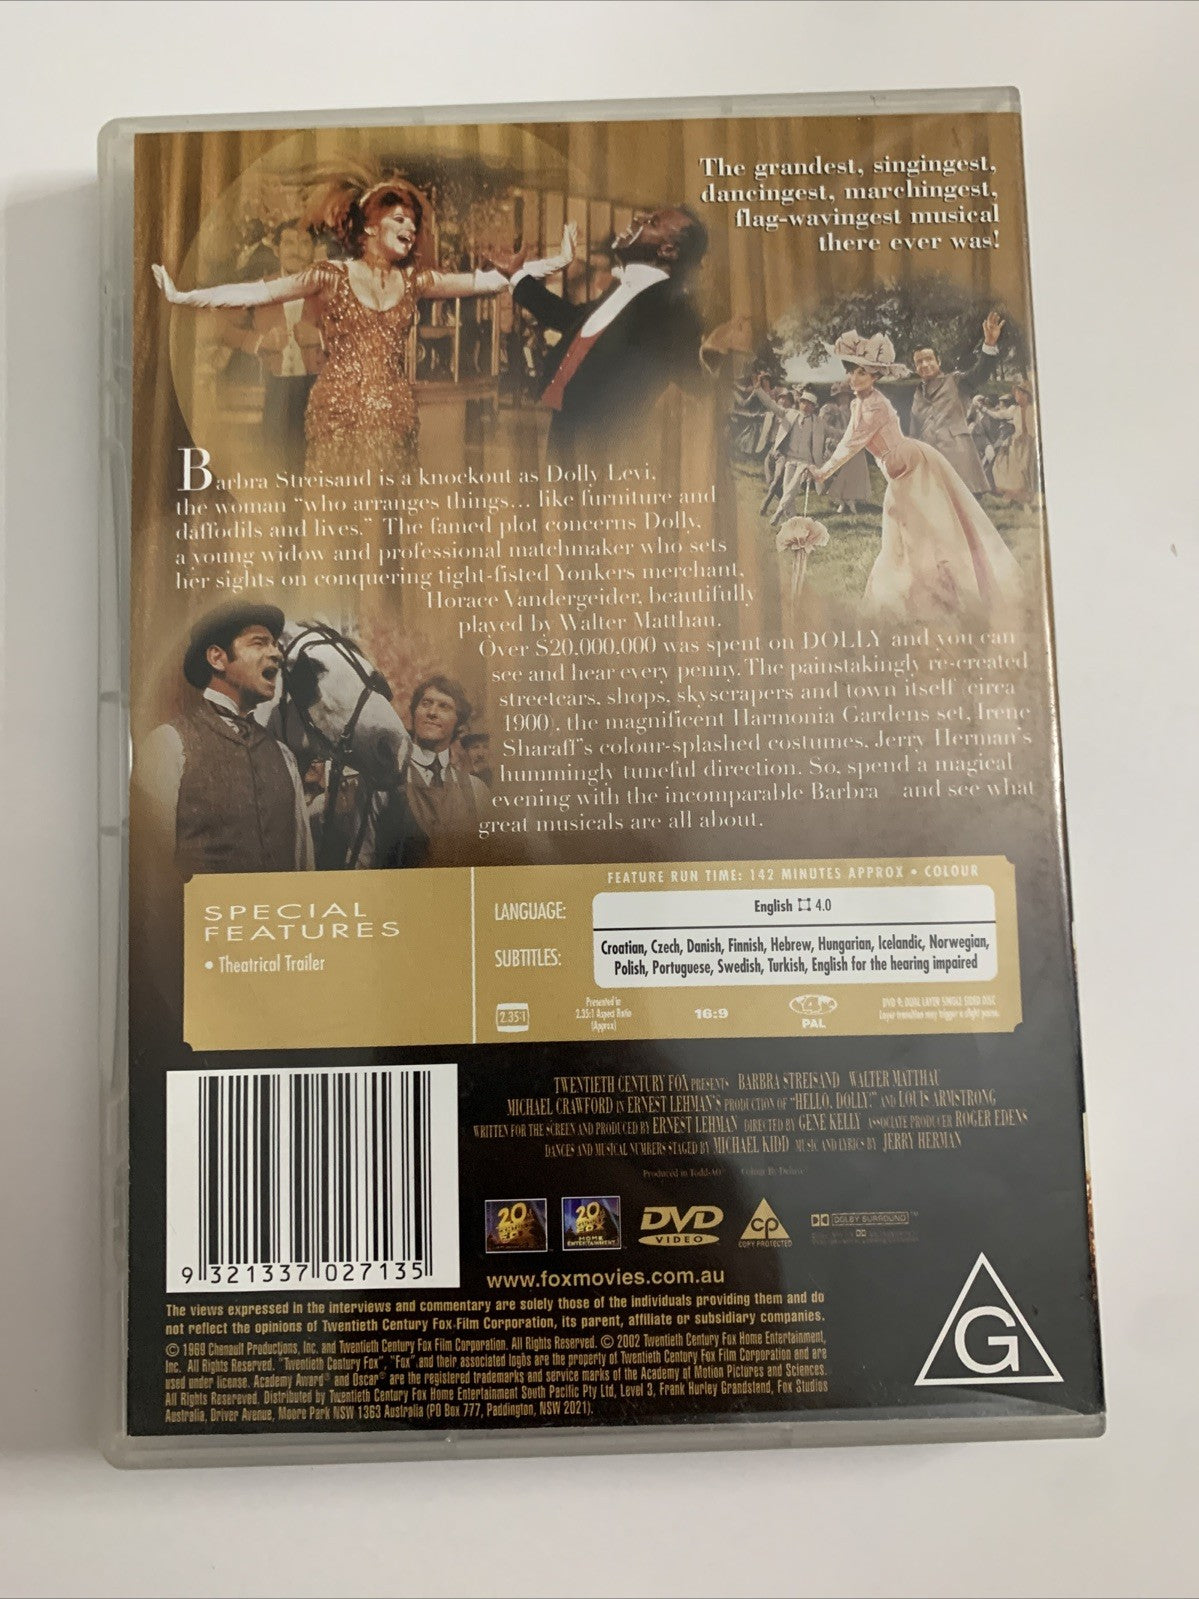 The grandest, singingest,
dancingest, marchingest,
flag-wavingest musical
there ever was!
Barbra Streisand is a knockout as Dolly Levi,
the woman "who arranges things... like furniture and
daffodils and lives." The famed plot concerns Dolly,
a young widow and professional matchmaker who sets
her sights on conquering tight-fisted Yonkers merchant,
Horace Vandergeider, beautifully
played by Walter Matthau.
Over $20,000,000 was spent on DOLLY and you can
see and hear every penny. The painstakingly re-created
streetcars, shops, skyscrapers and town itself (circa
1900), the magnificent Harmonia Gardens set, Irene
Sharaff's colour-splashed costumes, Jerry Herman's
hummingly tuneful direction. So, spend a magical
evening with the incomparable Barbra and see what
great musicals are all about.
FEATURE RUN TIME: 142 MINUTES APPROX • COLOUR
SPECIAL
FEATURES
• Theatrical Trailer
LANGUAGE:
English 4.0
SUBTITLES:
Croatian, Czech, Danish, Finnish, Hebrew, Hungarian, Icelandic, Norwegian,
Polish, Portuguese, Swedish, Turkish, English for the hearing impaired
2.35:1
Presented in
2.35:1 Aspect Ratio
(Approx)
16:9
4
PAL
DVD 9: DUAL LAYER SINGLE SIDED DISC
Layer transition may trigger a slight pause.
TWENTIETH CENTURY FOX PRESENTS BARBRA STREISAND WALTER MATTHAU
MICHAEL CRAWFORD IN ERNEST LEHMAN'S PRODUCTION OF "HELLO, DOLLY!" AND LOUIS ARMSTRONG
WRITTEN FOR THE SCREEN AND PRODUCED BY ERNEST LEHMAN DIRECTED BY GENE KELLY ASSOCIATE PRODUCER ROGER EDENS
DANCES AND MUSICAL NUMBERS STAGED BY MICHAEL KIDD MUSIC AND LYRICS BY JERRY HERMAN
Produced in Todd-AO Colour By Deluxe
20
20
FOX
HOME
ENTERTAINMENT
DVD
VIDEO
cp
COPY PROTECTED
DOLBY SURROUND
www.foxmovies.com.au
9 321337 027135
G
The views expressed in the interviews and commentary are solely those of the individuals providing them and do
not reflect the opinions of Twentieth Century Fox Film Corporation, its parent, affiliate or subsidiary companies.
© 1969 Chenault Productions, Inc. and Twentieth Century Fox Film Corporation. All Rights Reserved. © 2002 Twentieth Century Fox Home Entertainment,
Inc. All Rights Reserved. "Twentieth Century Fox", "Fox" and their associated logos are the property of Twentieth Century Fox Film Corporation and are
used under license. Academy Award® and Oscar® are the registered trademarks and service marks of the Academy of Motion Pictures and Sciences.
All Rights Resereved. Distributed by Twentieth Century Fox Home Entertainment South Pacific Pty Ltd, Level 3, Frank Hurley Grandstand, Fox Studios
Australia, Driver Avenue, Moore Park NSW 1363 Australia (PO Box 777, Paddington, NSW 2021).